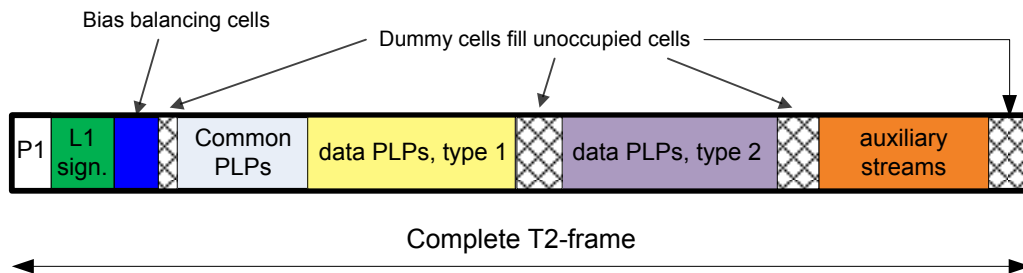 Bias balancing cells
Dummy cells fill unoccupied cells
P1
L1
sign.
Common
PLPs
data PLPs, type 1
data PLPs, type 2
auxiliary
streams
Complete T2-frame